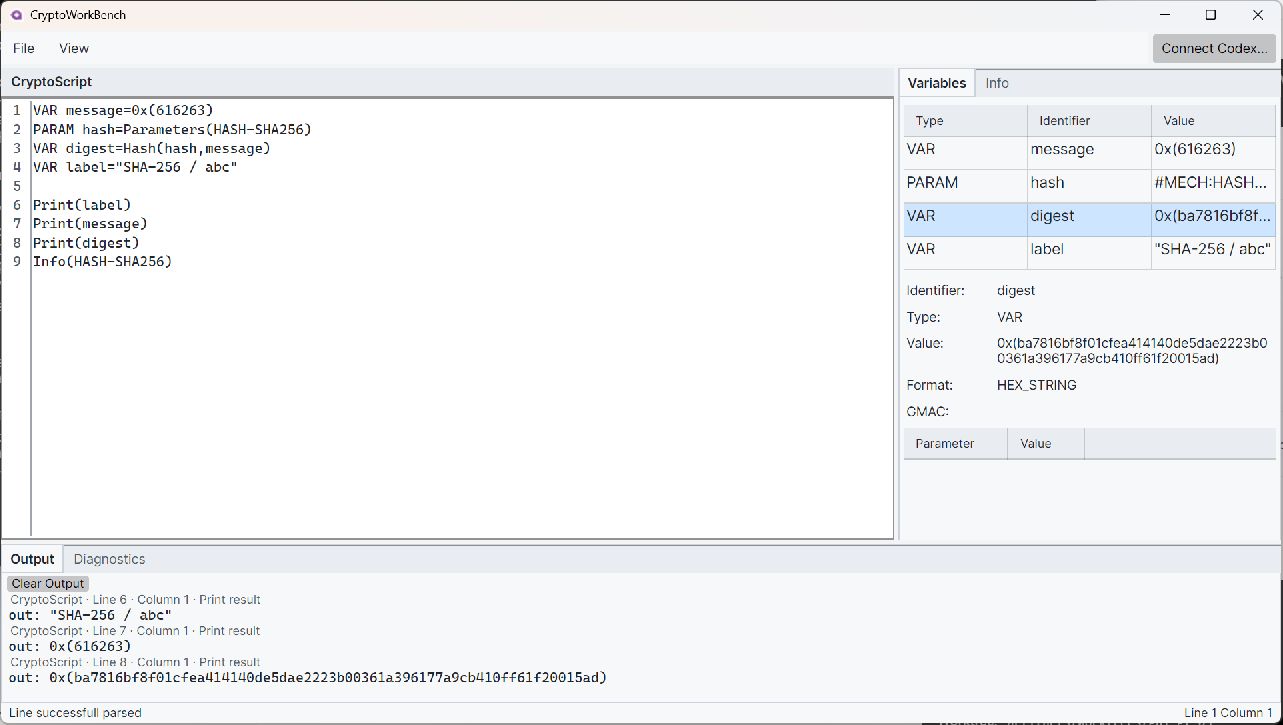 CryptoWorkBench
File View Connect Codex...
CryptoScript
1 VAR message=0x(616263)
2 PARAM hash=Parameters(HASH-SHA256)
3 VAR digest=Hash(hash,message)
4 VAR label="SHA-256 / abc"
5
6 Print(label)
7 Print(message)
8 Print(digest)
9 Info(HASH-SHA256)
Variables Info
Type Identifier Value
VAR message 0x(616263)
PARAM hash #MECH:HASH...
VAR digest 0x(ba7816bf8f...
VAR label "SHA-256 / abc"
Identifier: digest
Type: VAR
Value: 0x(ba7816bf8f01cfea414140de5dae2223b0
0361a396177a9cb410ff61f20015ad)
Format: HEX_STRING
GMAC:
Parameter Value
Output Diagnostics
Clear Output
CryptoScript · Line 6 · Column 1 · Print result
out: "SHA-256 / abc"
CryptoScript · Line 7 · Column 1 · Print result
out: 0x(616263)
CryptoScript · Line 8 · Column 1 · Print result
out: 0x(ba7816bf8f01cfea414140de5dae2223b00361a396177a9cb410ff61f20015ad)
Line successfull parsed Line 1 Column 1